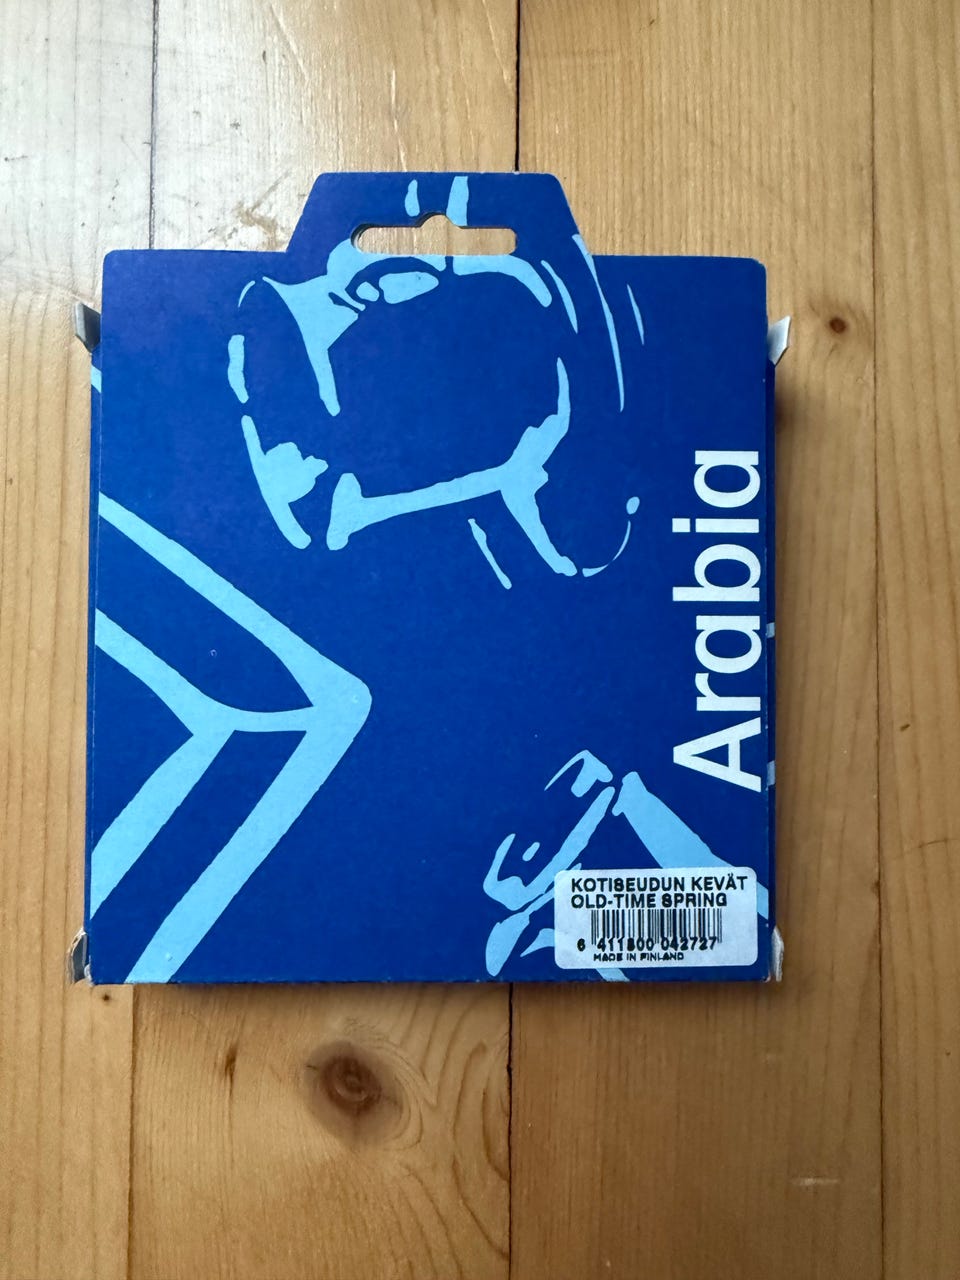 Arabia
KOTISEUDUN KEVÄT
OLD-TIME SPRING
6 411800 042727
MADE IN FINLAND